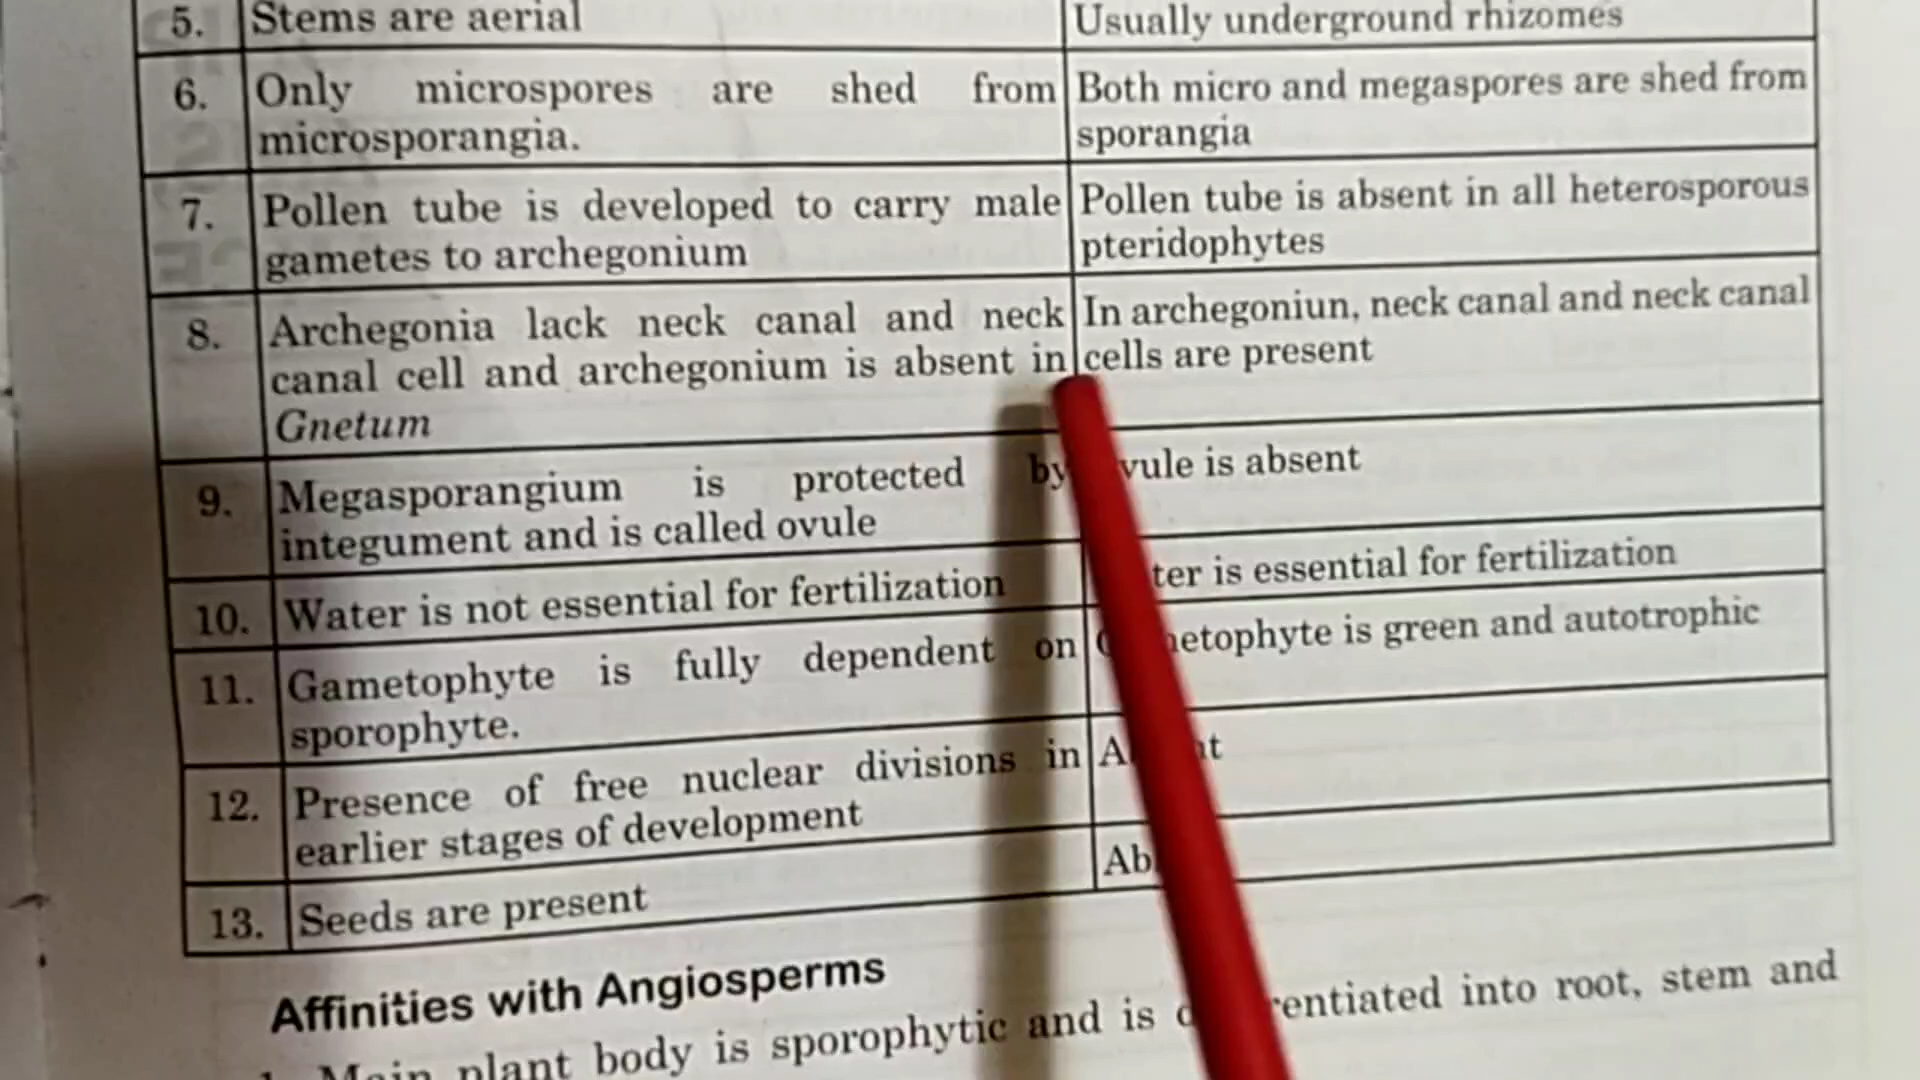 5. Stems are aerial Usually underground rhizomes
6. Only microspores are shed from Both micro and megaspores are shed from
microsporangia. sporangia
7. Pollen tube is developed to carry male Pollen tube is absent in all heterosporous
gametes to archegonium pteridophytes
8. Archegonia lack neck canal and neck In archegoniun, neck canal and neck canal
canal cell and archegonium is absent in cells are present
Gnetum
9. Megasporangium is protected by vule is absent
integument and is called ovule
10. Water is not essential for fertilization ter is essential for fertilization
11. Gametophyte is fully dependent on etophyte is green and autotrophic
sporophyte.
12. Presence of free nuclear divisions in
earlier stages of development
13. Seeds are present Ab
Affinities with Angiosperms
Main plant body is sporophytic and is rentiated into root, stem and